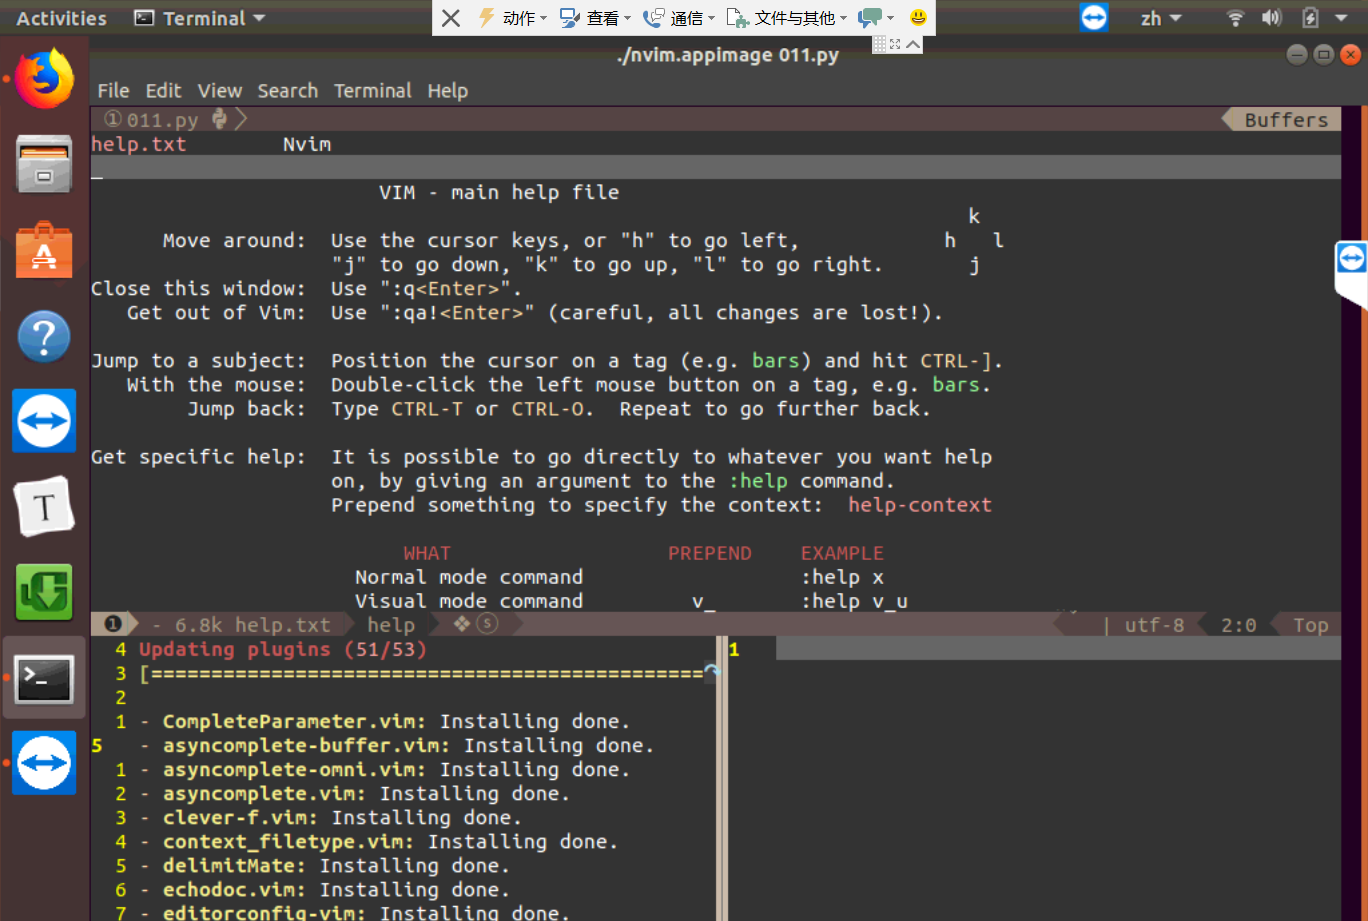 Activities Terminal 动作 查看 通信 文件与其他 zh
./nvim.appimage 011.py
File Edit View Search Terminal Help
① 011.py Buffers
help.txt Nvim
VIM - main help file
k
Move around: Use the cursor keys, or "h" to go left, h l
"j" to go down, "k" to go up, "l" to go right. j
Close this window: Use ":q<Enter>".
Get out of Vim: Use ":qa!<Enter>" (careful, all changes are lost!).
Jump to a subject: Position the cursor on a tag (e.g. bars) and hit CTRL-].
With the mouse: Double-click the left mouse button on a tag, e.g. bars.
Jump back: Type CTRL-T or CTRL-O. Repeat to go further back.
Get specific help: It is possible to go directly to whatever you want help
on, by giving an argument to the :help command.
Prepend something to specify the context: help-context
WHAT PREPEND EXAMPLE
Normal mode command :help x
Visual mode command v_ :help v_u
❶ - 6.8k help.txt help ❖ ⓢ | utf-8 2:0 Top
4 Updating plugins (51/53)
3 [===============================================
2
1 - CompleteParameter.vim: Installing done.
5 - asyncomplete-buffer.vim: Installing done.
1 - asyncomplete-omni.vim: Installing done.
2 - asyncomplete.vim: Installing done.
3 - clever-f.vim: Installing done.
4 - context_filetype.vim: Installing done.
5 - delimitMate: Installing done.
6 - echodoc.vim: Installing done.
7 - editorconfig-vim: Installing done.
1